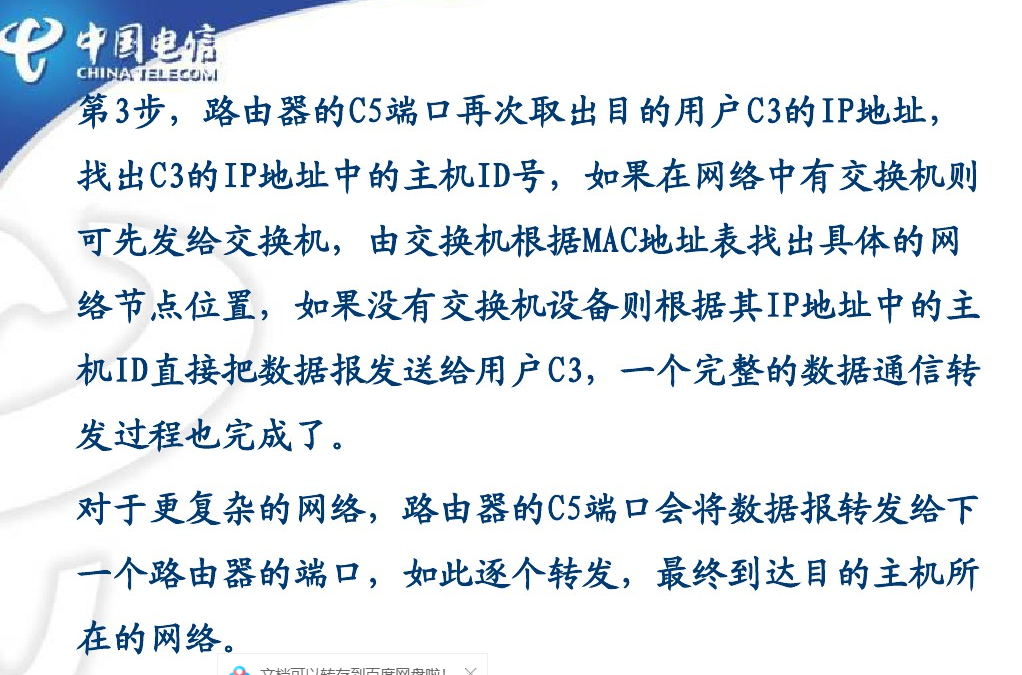 中国电信
CHINA TELECOM
第3步，路由器的C5端口再次取出目的用户C3的IP地址，
找出C3的IP地址中的主机ID号，如果在网络中有交换机则
可先发给交换机，由交换机根据MAC地址表找出具体的网
络节点位置，如果没有交换机设备则根据其IP地址中的主
机ID直接把数据报发送给用户C3，一个完整的数据通信转
发过程也完成了。
对于更复杂的网络，路由器的C5端口会将数据报转发给下
一个路由器的端口，如此逐个转发，最终到达目的主机所
在的网络。
文档可以转存到百度网盘啦！